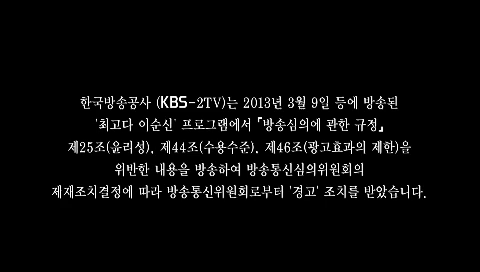 한국방송공사 (KBS-2TV)는 2013년 3월 9일 등에 방송된
'최고다 이순신' 프로그램에서 『방송심의에 관한 규정』
제25조(윤리성), 제44조(수용수준), 제46조(광고효과의 제한)을
위반한 내용을 방송하여 방송통신심의위원회의
제재조치결정에 따라 방송통신위원회로부터 '경고' 조치를 받았습니다.